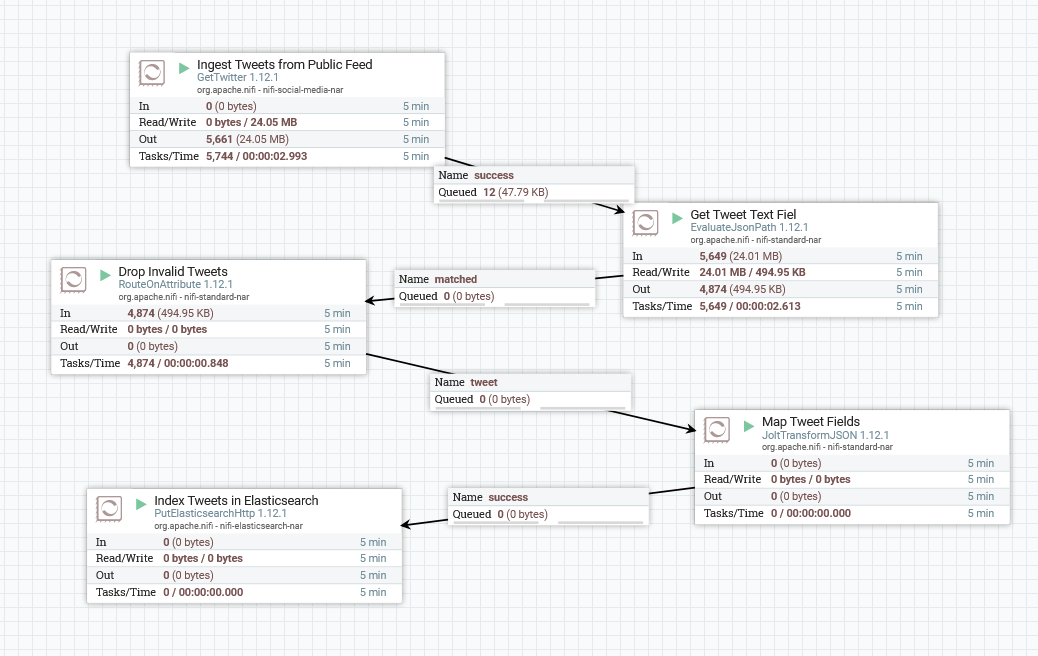 Ingest Tweets from Public Feed
GetTwitter 1.12.1
org.apache.nifi - nifi-social-media-nar
In 0 (0 bytes) 5 min
Read/Write 0 bytes / 24.05 MB 5 min
Out 5,661 (24.05 MB) 5 min
Tasks/Time 5,744 / 00:00:02.993 5 min
Name success
Queued 12 (47.79 KB)
Get Tweet Text Fiel
EvaluateJsonPath 1.12.1
org.apache.nifi - nifi-standard-nar
In 5,649 (24.01 MB) 5 min
Read/Write 24.01 MB / 494.95 KB 5 min
Out 4,874 (494.95 KB) 5 min
Tasks/Time 5,649 / 00:00:02.613 5 min
Name matched
Queued 0 (0 bytes)
Drop Invalid Tweets
RouteOnAttribute 1.12.1
org.apache.nifi - nifi-standard-nar
In 4,874 (494.95 KB) 5 min
Read/Write 0 bytes / 0 bytes 5 min
Out 0 (0 bytes) 5 min
Tasks/Time 4,874 / 00:00:00.848 5 min
Name tweet
Queued 0 (0 bytes)
Map Tweet Fields
JoltTransformJSON 1.12.1
org.apache.nifi - nifi-standard-nar
In 0 (0 bytes) 5 min
Read/Write 0 bytes / 0 bytes 5 min
Out 0 (0 bytes) 5 min
Tasks/Time 0 / 00:00:00.000 5 min
Name success
Queued 0 (0 bytes)
Index Tweets in Elasticsearch
PutElasticsearchHttp 1.12.1
org.apache.nifi - nifi-elasticsearch-nar
In 0 (0 bytes) 5 min
Read/Write 0 bytes / 0 bytes 5 min
Out 0 (0 bytes) 5 min
Tasks/Time 0 / 00:00:00.000 5 min